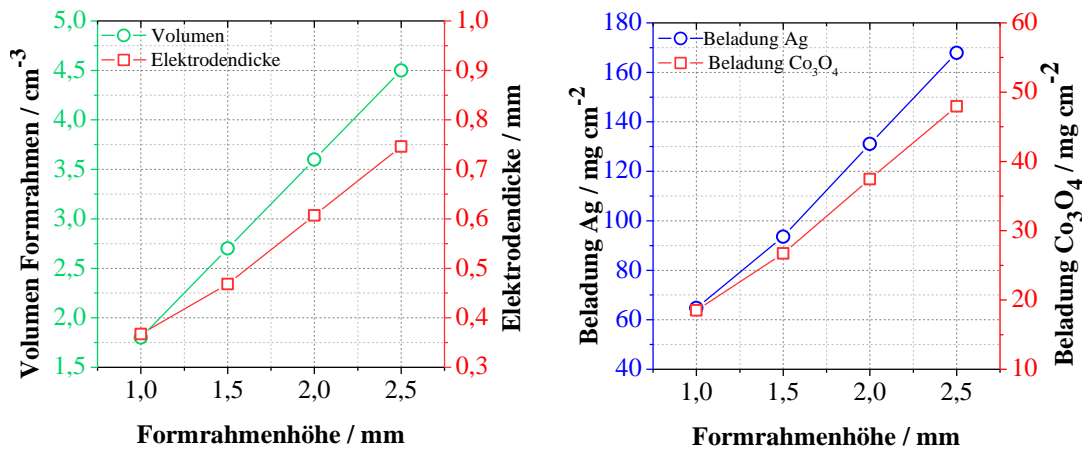 Volumen Formrahmen / cm⁻³
5,0
4,5
4,0
3,5
3,0
2,5
2,0
1,5
Volumen
Elektrodendicke
1,0
0,9
0,8
0,7
0,6
0,5
0,4
0,3
Elektrodendicke / mm
1,0 1,5 2,0 2,5
Formrahmenhöhe / mm
Beladung Ag / mg cm⁻²
180
160
140
120
100
80
60
40
Beladung Ag
Beladung Co₃O₄
60
50
40
30
20
10
Beladung Co₃O₄ / mg cm⁻²
1,0 1,5 2,0 2,5
Formrahmenhöhe / mm